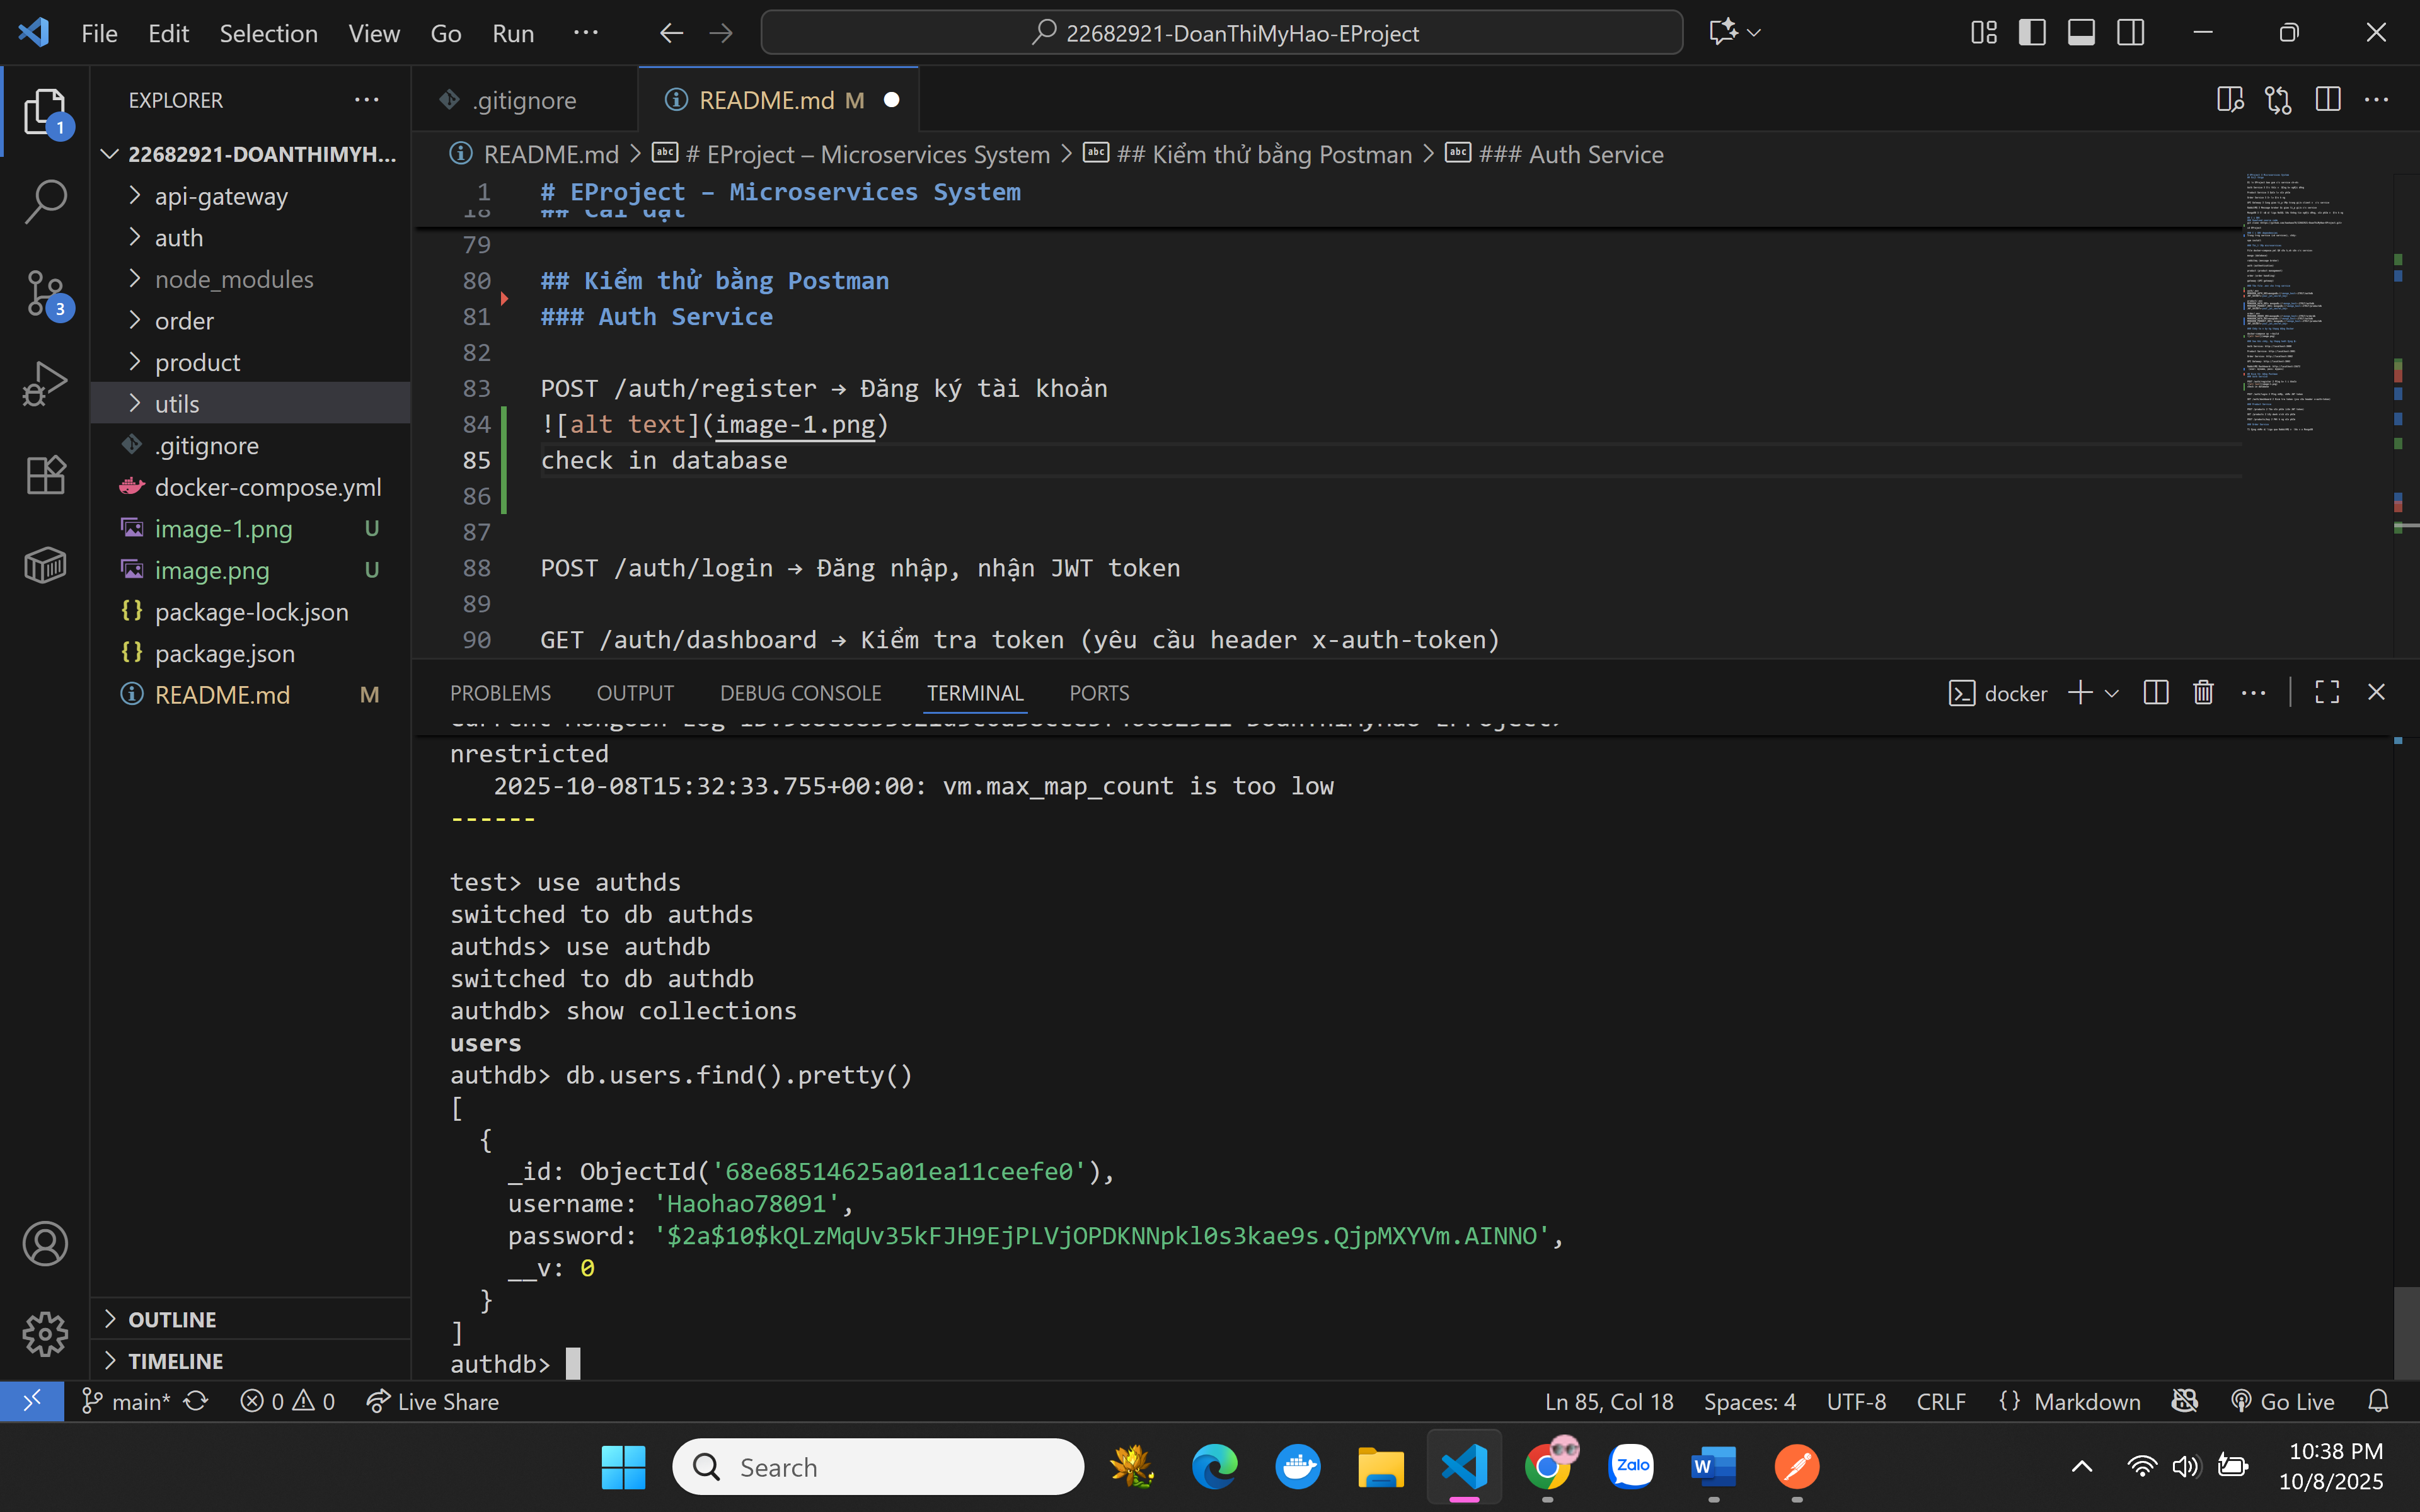 File Edit Selection View Go Run ···
22682921-DoanThiMyHao-EProject
EXPLORER
1
3
22682921-DOANTHIMYH...
api-gateway
auth
node_modules
order
product
utils
.gitignore
docker-compose.yml
image-1.png U
image.png U
package-lock.json
package.json
README.md M
OUTLINE
TIMELINE
.gitignore
README.md M
README.md > # EProject – Microservices System > ## Kiểm thử bằng Postman > ### Auth Service
1 # EProject – Microservices System
18 ## Cài đặt
79
80 ## Kiểm thử bằng Postman
81 ### Auth Service
82
83 POST /auth/register → Đăng ký tài khoản
84 ![alt text](image-1.png)
85 check in database
86
87
88 POST /auth/login → Đăng nhập, nhận JWT token
89
90 GET /auth/dashboard → Kiểm tra token (yêu cầu header x-auth-token)
PROBLEMS OUTPUT DEBUG CONSOLE TERMINAL PORTS
docker
nrestricted
2025-10-08T15:32:33.755+00:00: vm.max_map_count is too low
------
test> use authds
switched to db authds
authds> use authdb
switched to db authdb
authdb> show collections
users
authdb> db.users.find().pretty()
[
{
_id: ObjectId('68e68514625a01ea11ceefe0'),
username: 'Haohao78091',
password: '$2a$10$kQLzMqUv35kFJH9EjPLVjOPDKNNpkl0s3kae9s.QjpMXYVm.AINNO',
__v: 0
}
]
authdb>
main* 0 0 Live Share
Ln 85, Col 18 Spaces: 4 UTF-8 CRLF {} Markdown Go Live
Search
Zalo
10:38 PM
10/8/2025